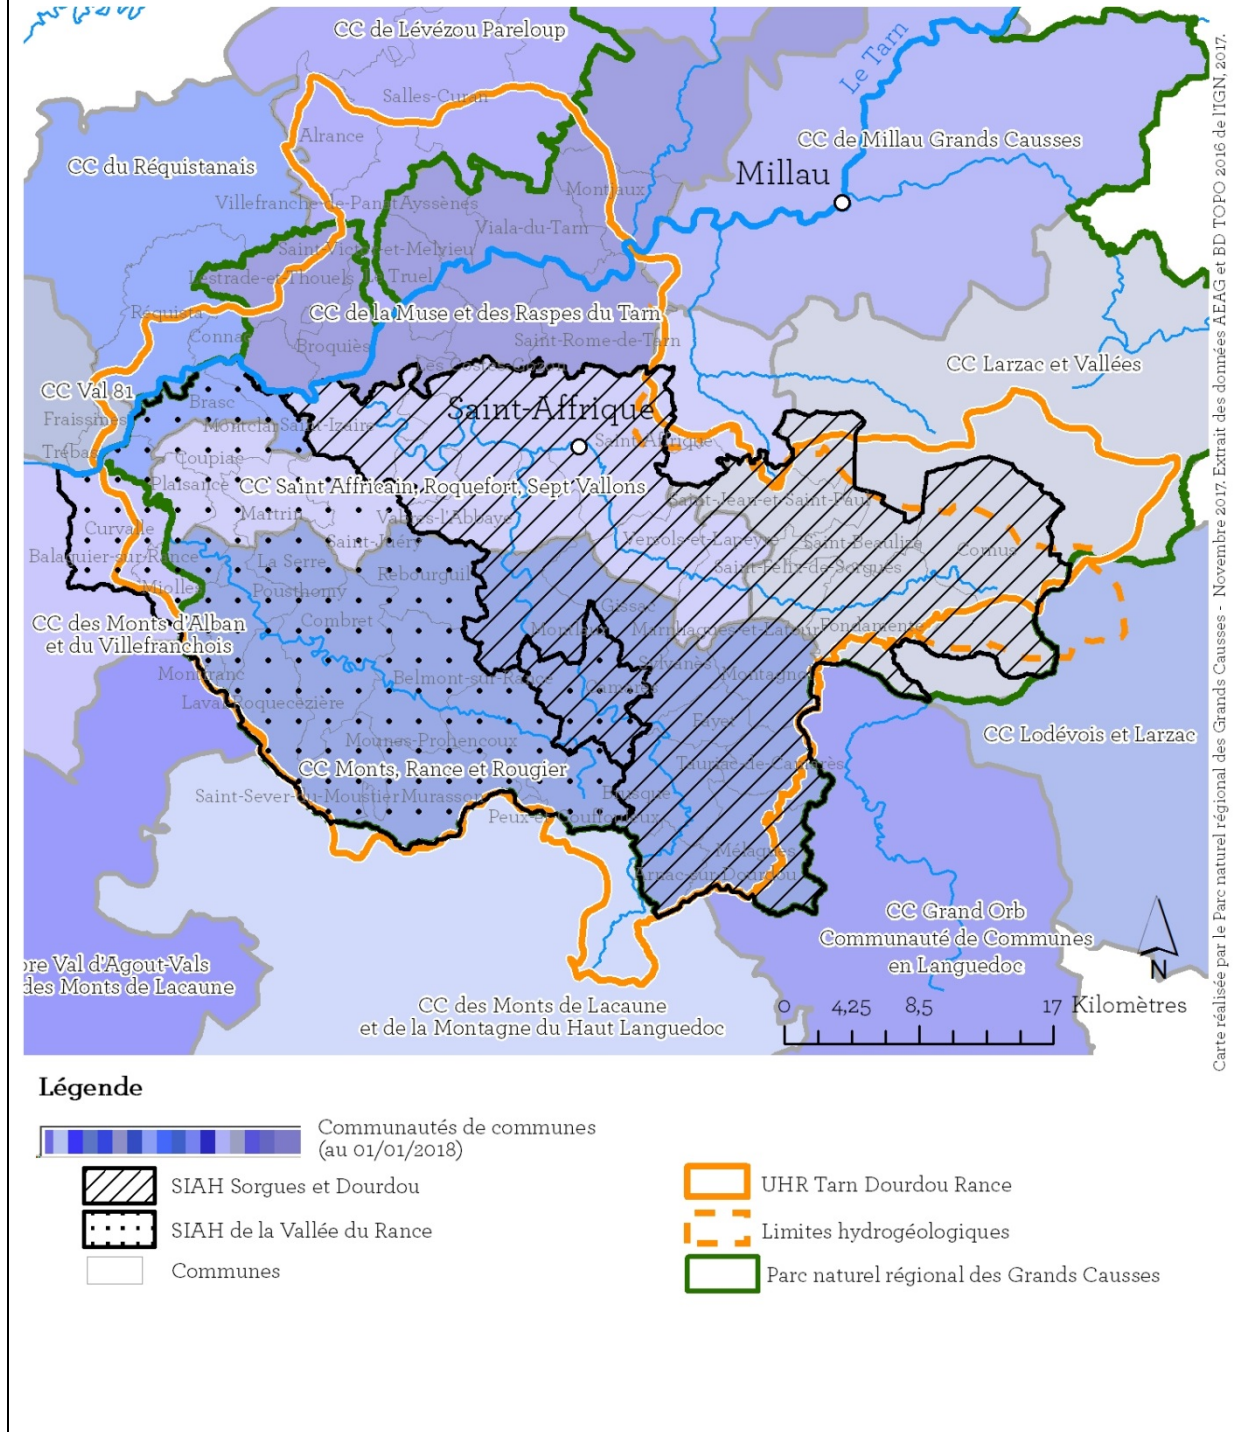 CC de Lévézou Pareloup
Le Tarn
Salles-Curan
Alrance
CC de Millau Grands Causses
CC du Réquistanais
Millau
Montjaux
Villefranche-de-Panat
Ayssènes
Viala-du-Tarn
Saint-Victor-et-Melvieu
Lestrade-et-Thouels
Le Truel
Réquista
CC de la Muse et des Raspes du Tarn
Connac
Broquiès
Saint-Rome-de-Tarn
Les Costes-Gozon
CC Larzac et Vallées
CC Val 81
Brasc
Saint-Affrique
Fraissines
Montclar
Saint-Izaire
Saint-Affrique
Trébas
Coupiac
Plaisance
CC Saint Affricain, Roquefort, Sept Vallons
Saint-Jean-et-Saint-Paul
Martrin
Vabres-l'Abbaye
Curvalle
Saint-Juéry
Versols-et-Lapeyre
Saint-Beaulize
Cornus
Balaguier-sur-Rance
La Serre
Saint-Félix-de-Sorgues
Rebourguil
Miolles
Pousthomy
Gissac
CC des Monts d'Alban
et du Villefranchois
Combret
Montlaur
Marnhagues-et-Latour
Fondamente
Sylvanès
Montfranc
Belmont-sur-Rance
Montagnol
Camarès
Laval-Roquecezière
Fayet
CC Lodévois et Larzac
Mounes-Prohencoux
CC Monts, Rance et Rougier
Tauriac-de-Camarès
Saint-Sever-du-Moustier
Murasson
Brusque
Peux-et-Couffouleux
Mélagues
Arnac-sur-Dourdou
CC Grand Orb
Communauté de Communes
en Languedoc
bre Val d'Agout-Vals
des Monts de Lacaune
N
CC des Monts de Lacaune
et de la Montagne du Haut Languedoc
0 4,25 8,5 17 Kilomètres
Carte réalisée par le Parc naturel régional des Grands Causses - Novembre 2017. Extrait des données AEAG et BD TOPO 2016 de l'IGN, 2017.
Légende
Communautés de communes
(au 01/01/2018)
SIAH Sorgues et Dourdou
SIAH de la Vallée du Rance
Communes
UHR Tarn Dourdou Rance
Limites hydrogéologiques
Parc naturel régional des Grands Causses